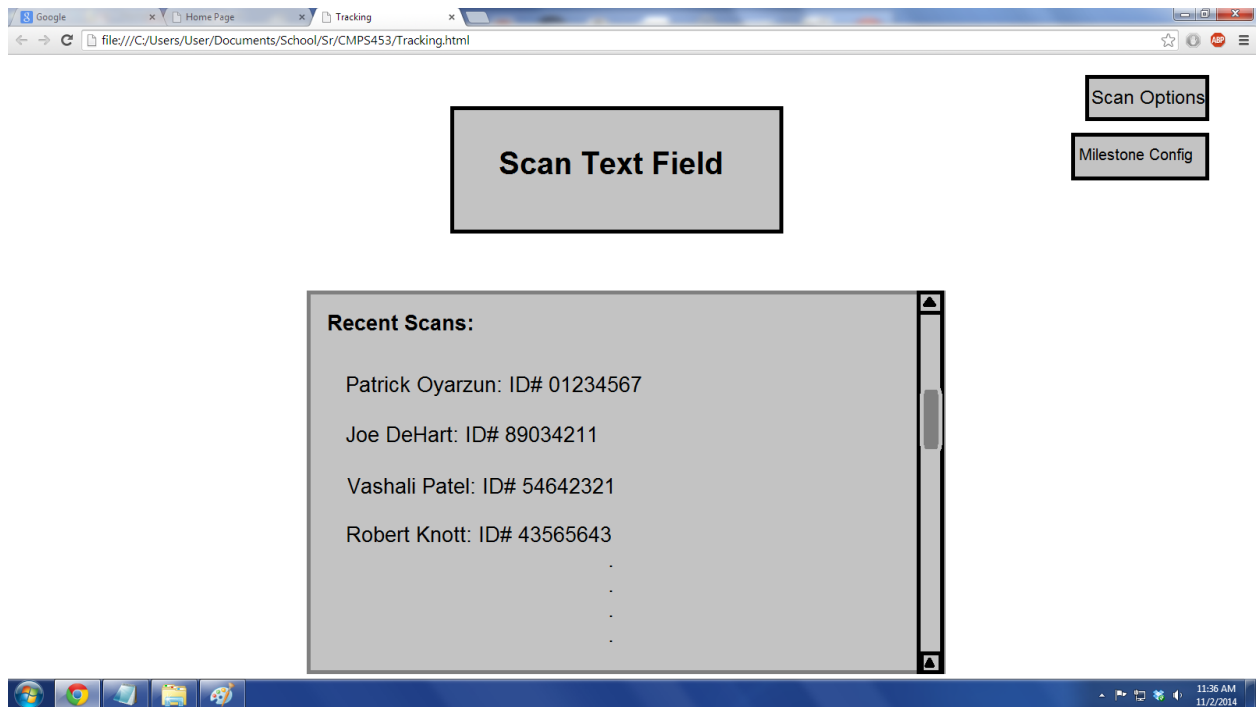 Google
Home Page
Tracking
file:///C:/Users/User/Documents/School/Sr/CMPS453/Tracking.html
ABP
Scan Options
Milestone Config
Scan Text Field
Recent Scans:
Patrick Oyarzun: ID# 01234567
Joe DeHart: ID# 89034211
Vashali Patel: ID# 54642321
Robert Knott: ID# 43565643
.
.
.
.
11:36 AM
11/2/2014